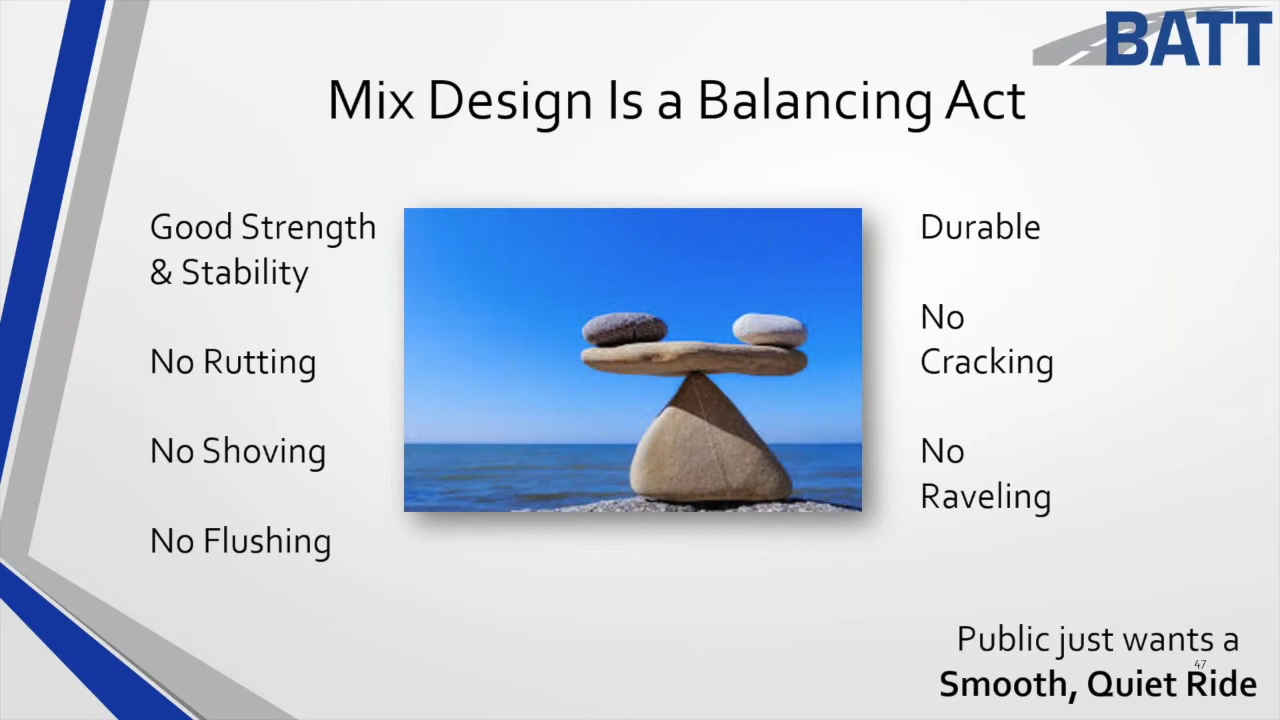 BATT
Mix Design Is a Balancing Act
Good Strength
& Stability
No Rutting
No Shoving
No Flushing
Durable
No
Cracking
No
Raveling
Public just wants a
47
Smooth, Quiet Ride